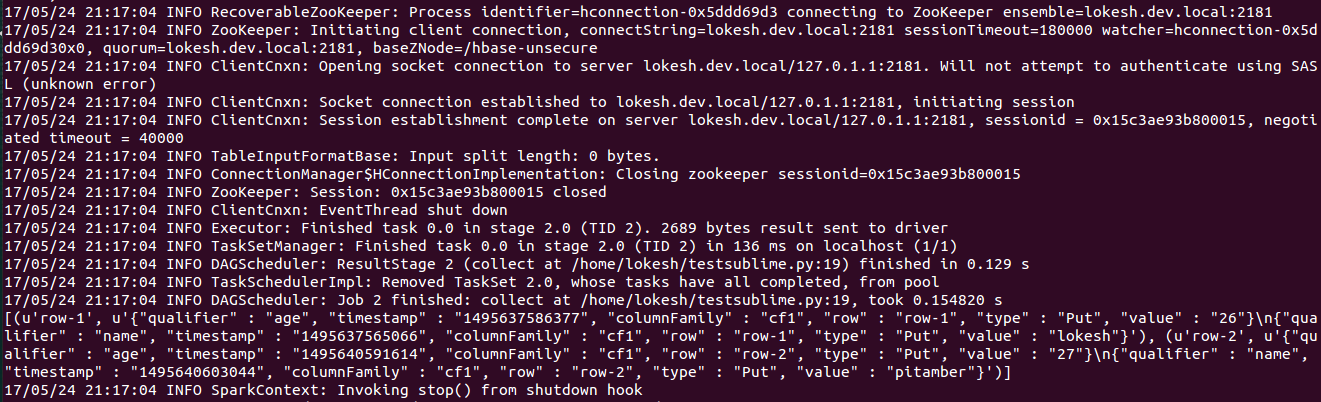 17/05/24 21:17:04 INFO RecoverableZooKeeper: Process identifier=hconnection-0x5ddd69d3 connecting to ZooKeeper ensemble=lokesh.dev.local:2181
17/05/24 21:17:04 INFO ZooKeeper: Initiating client connection, connectString=lokesh.dev.local:2181 sessionTimeout=180000 watcher=hconnection-0x5d
dd69d30x0, quorum=lokesh.dev.local:2181, baseZNode=/hbase-unsecure
17/05/24 21:17:04 INFO ClientCnxn: Opening socket connection to server lokesh.dev.local/127.0.1.1:2181. Will not attempt to authenticate using SAS
L (unknown error)
17/05/24 21:17:04 INFO ClientCnxn: Socket connection established to lokesh.dev.local/127.0.1.1:2181, initiating session
17/05/24 21:17:04 INFO ClientCnxn: Session establishment complete on server lokesh.dev.local/127.0.1.1:2181, sessionid = 0x15c3ae93b800015, negoti
ated timeout = 40000
17/05/24 21:17:04 INFO TableInputFormatBase: Input split length: 0 bytes.
17/05/24 21:17:04 INFO ConnectionManager$HConnectionImplementation: Closing zookeeper sessionid=0x15c3ae93b800015
17/05/24 21:17:04 INFO ZooKeeper: Session: 0x15c3ae93b800015 closed
17/05/24 21:17:04 INFO ClientCnxn: EventThread shut down
17/05/24 21:17:04 INFO Executor: Finished task 0.0 in stage 2.0 (TID 2). 2689 bytes result sent to driver
17/05/24 21:17:04 INFO TaskSetManager: Finished task 0.0 in stage 2.0 (TID 2) in 136 ms on localhost (1/1)
17/05/24 21:17:04 INFO DAGScheduler: ResultStage 2 (collect at /home/lokesh/testsublime.py:19) finished in 0.129 s
17/05/24 21:17:04 INFO TaskSchedulerImpl: Removed TaskSet 2.0, whose tasks have all completed, from pool
17/05/24 21:17:04 INFO DAGScheduler: Job 2 finished: collect at /home/lokesh/testsublime.py:19, took 0.154820 s
[(u'row-1', u'{"qualifier" : "age", "timestamp" : "1495637586377", "columnFamily" : "cf1", "row" : "row-1", "type" : "Put", "value" : "26"}\n{"qua
lifier" : "name", "timestamp" : "1495637565066", "columnFamily" : "cf1", "row" : "row-1", "type" : "Put", "value" : "lokesh"}'), (u'row-2', u'{"qu
alifier" : "age", "timestamp" : "1495640591614", "columnFamily" : "cf1", "row" : "row-2", "type" : "Put", "value" : "27"}\n{"qualifier" : "name",
"timestamp" : "1495640603044", "columnFamily" : "cf1", "row" : "row-2", "type" : "Put", "value" : "pitamber"}')]
17/05/24 21:17:04 INFO SparkContext: Invoking stop() from shutdown hook